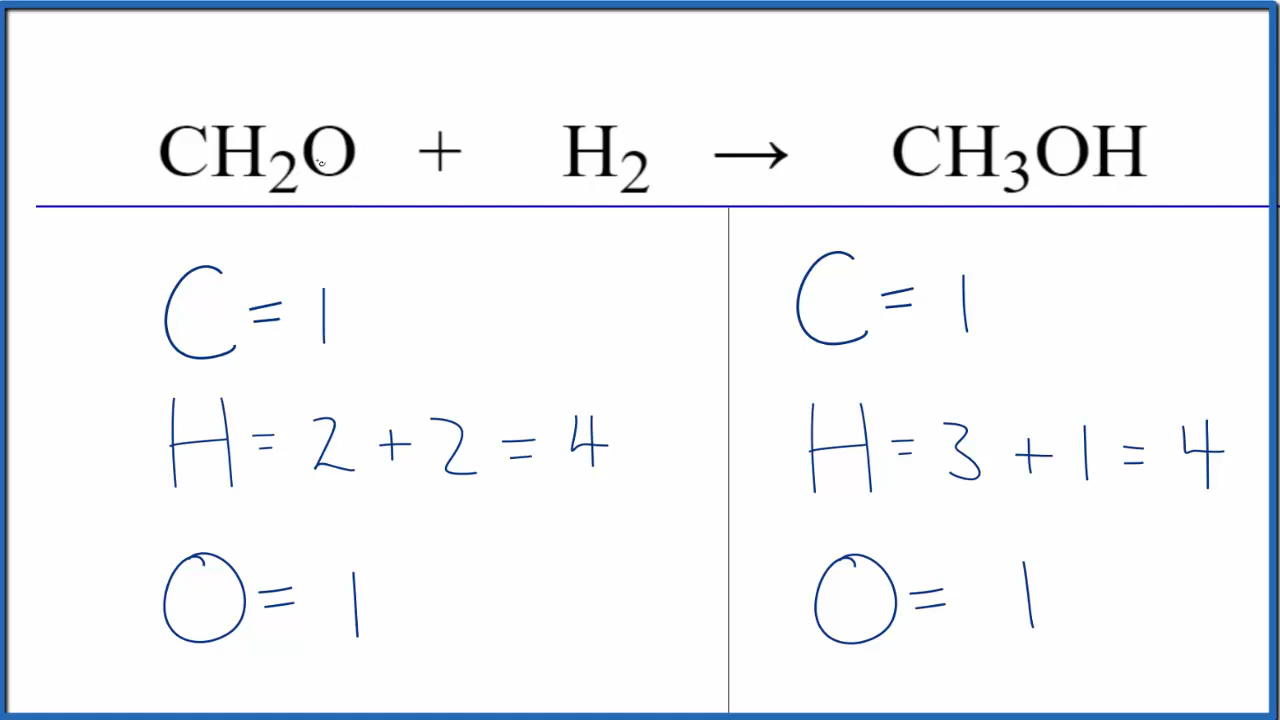 CH₂O + H₂ → CH₃OH
C = 1 C = 1
H = 2 + 2 = 4 H = 3 + 1 = 4
O = 1 O = 1